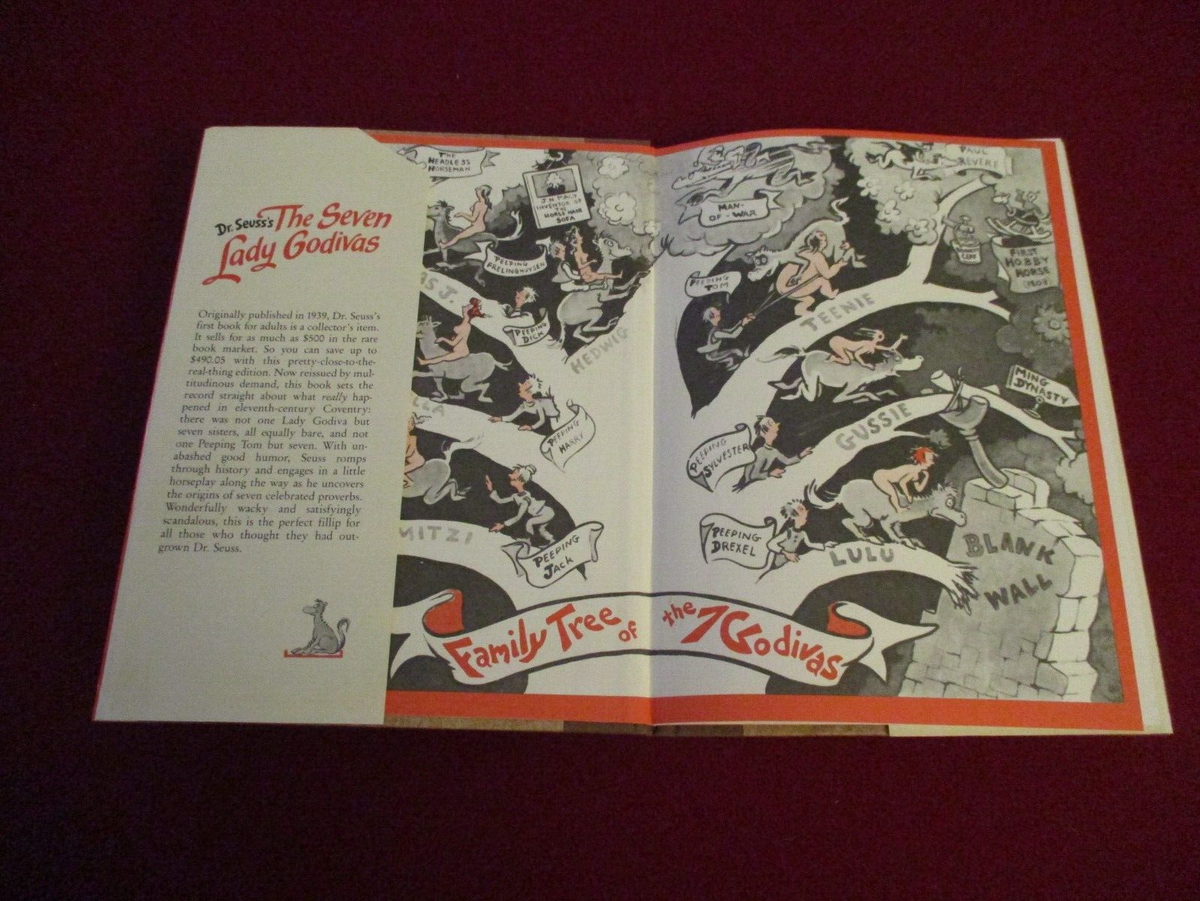 Dr. Seuss's The Seven
Lady Godivas
Originally published in 1939, Dr. Seuss's
first book for adults is a collector's item.
It sells for as much as $500 in the rare
book market. So you can save up to
$490.05 with this pretty-close-to-the-
real-thing edition. Now reissued by mul-
titudinous demand, this book sets the
record straight about what really hap-
pened in eleventh-century Coventry:
there was not one Lady Godiva but
seven sisters, all equally bare, and not
one Peeping Tom but seven. With un-
abashed good humor, Seuss romps
through history and engages in a little
horseplay along the way as he uncovers
the origins of seven celebrated proverbs.
Wonderfully wacky and satisfyingly
scandalous, this is the perfect fillip for
all those who thought they had out-
grown Dr. Seuss.
THE
HEADLESS
HORSEMAN
INVENTOR OF
THE
HORSE HAIR
SOFA
PEEPING
FRELINGHUYSEN
S J.
PEEPING
DICK
HEDWIG
LLA
PEEPING
HARRY
MITZI
PEEPING
JACK
MAN-
OF-WAR
PAUL
REVERE
FIRST
HOBBY
HORSE
PEEPING
TOM
TEENIE
MING
DYNASTY
GUSSIE
PEEPING
SYLVESTER
PEEPING
DREXEL
LULU
BLANK
WALL
Family Tree of the 7 Godivas